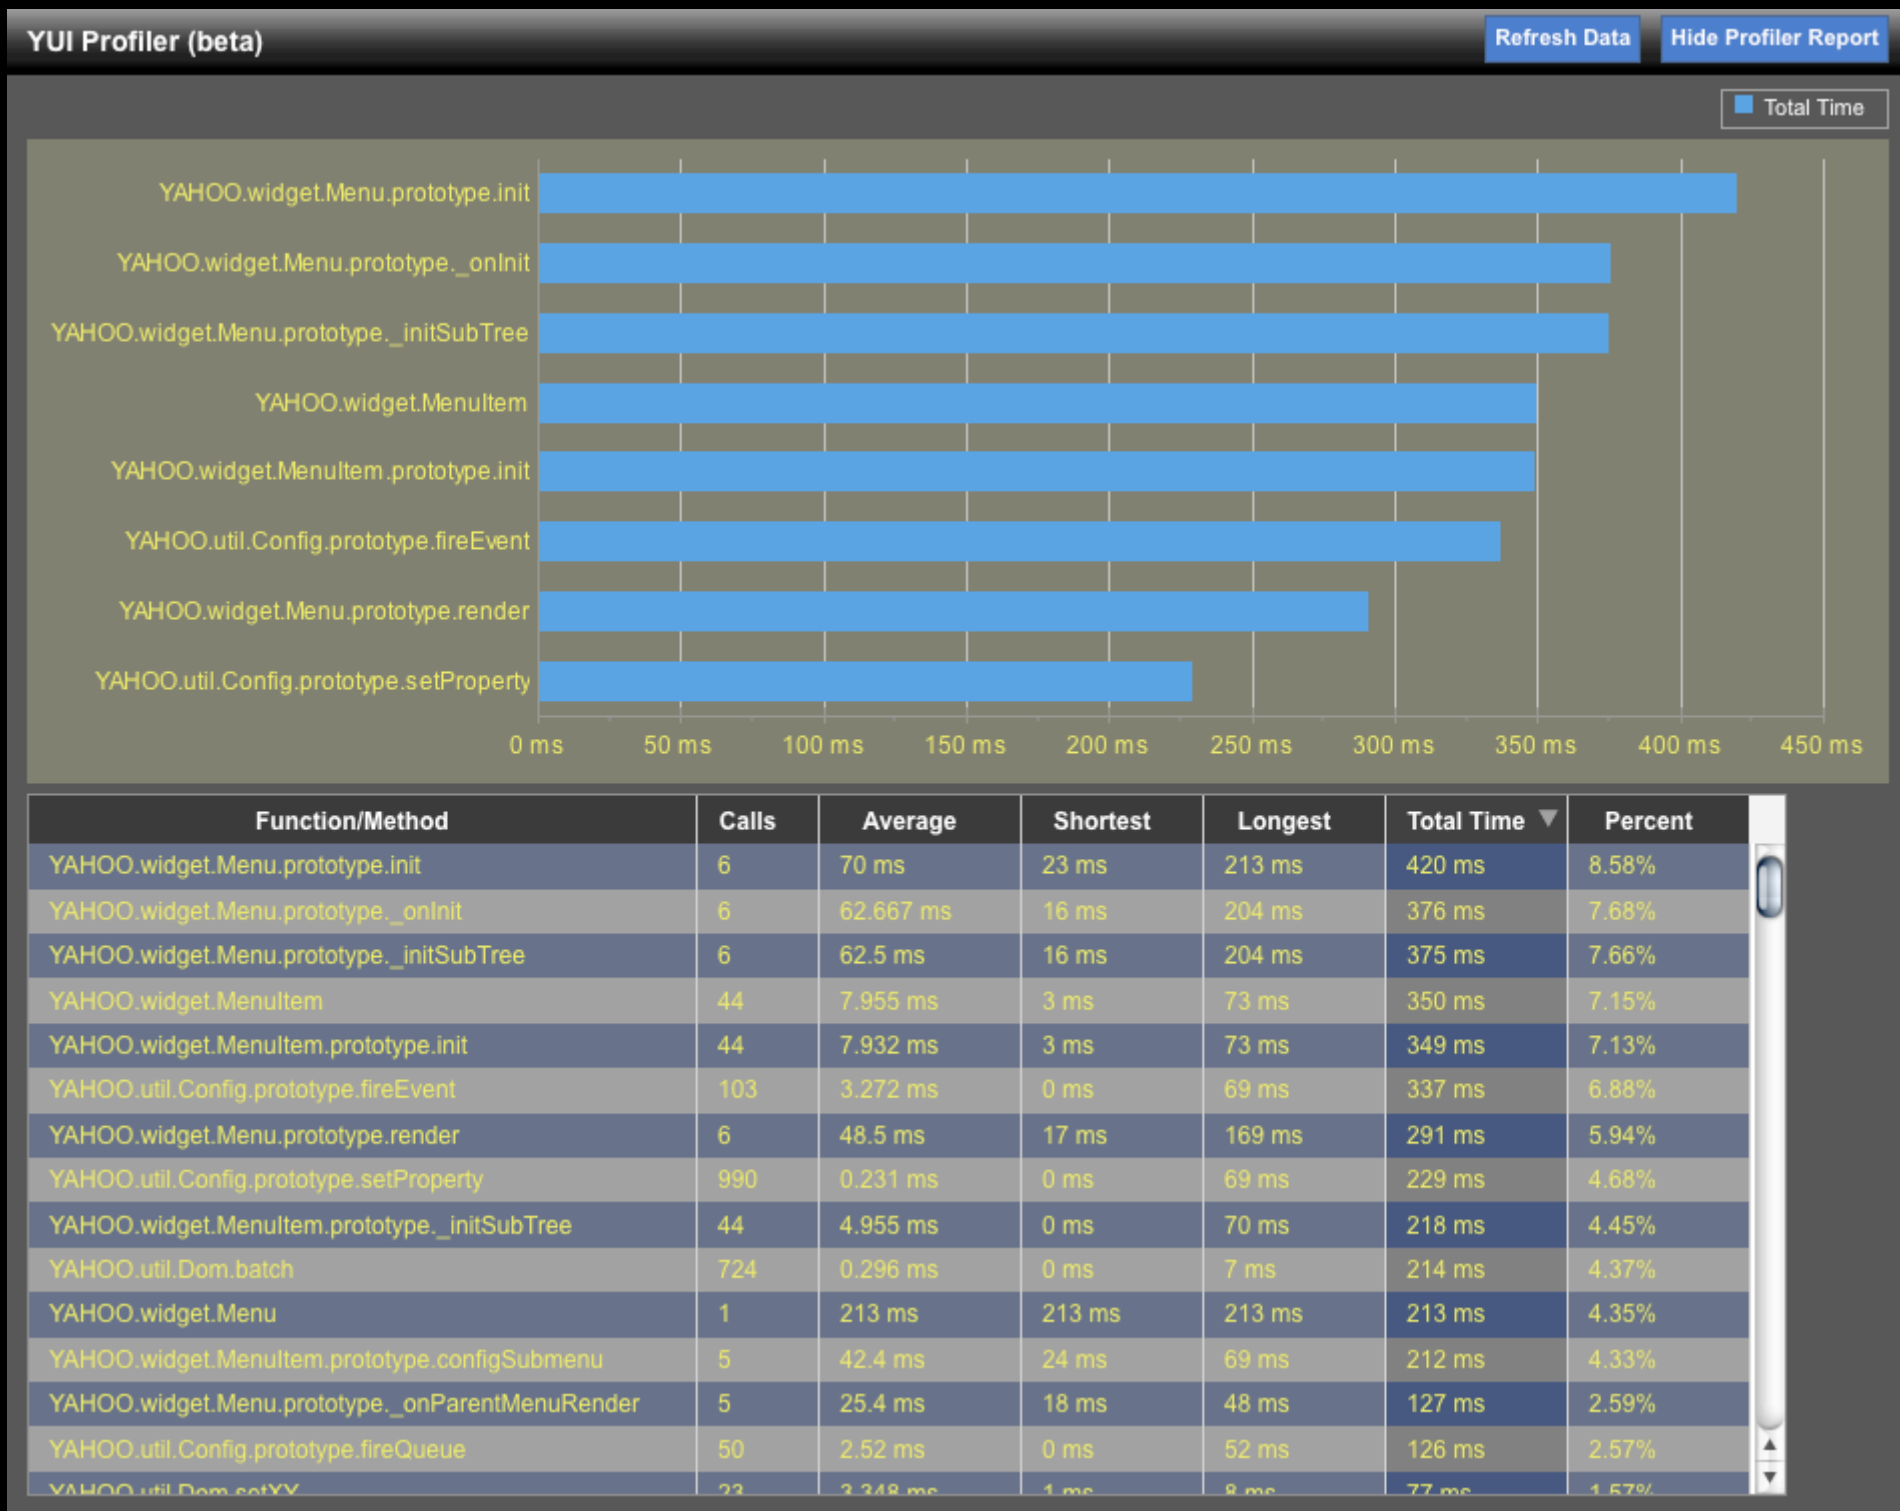 YUI Profiler (beta)
Refresh Data
Hide Profiler Report
Total Time
YAHOO.widget.Menu.prototype.init
YAHOO.widget.Menu.prototype._onInit
YAHOO.widget.Menu.prototype._initSubTree
YAHOO.widget.MenuItem
YAHOO.widget.MenuItem.prototype.init
YAHOO.util.Config.prototype.fireEvent
YAHOO.widget.Menu.prototype.render
YAHOO.util.Config.prototype.setProperty
0 ms 50 ms 100 ms 150 ms 200 ms 250 ms 300 ms 350 ms 400 ms 450 ms
Function/Method Calls Average Shortest Longest Total Time Percent
YAHOO.widget.Menu.prototype.init 6 70 ms 23 ms 213 ms 420 ms 8.58%
YAHOO.widget.Menu.prototype._onInit 6 62.667 ms 16 ms 204 ms 376 ms 7.68%
YAHOO.widget.Menu.prototype._initSubTree 6 62.5 ms 16 ms 204 ms 375 ms 7.66%
YAHOO.widget.MenuItem 44 7.955 ms 3 ms 73 ms 350 ms 7.15%
YAHOO.widget.MenuItem.prototype.init 44 7.932 ms 3 ms 73 ms 349 ms 7.13%
YAHOO.util.Config.prototype.fireEvent 103 3.272 ms 0 ms 69 ms 337 ms 6.88%
YAHOO.widget.Menu.prototype.render 6 48.5 ms 17 ms 169 ms 291 ms 5.94%
YAHOO.util.Config.prototype.setProperty 990 0.231 ms 0 ms 69 ms 229 ms 4.68%
YAHOO.widget.MenuItem.prototype._initSubTree 44 4.955 ms 0 ms 70 ms 218 ms 4.45%
YAHOO.util.Dom.batch 724 0.296 ms 0 ms 7 ms 214 ms 4.37%
YAHOO.widget.Menu 1 213 ms 213 ms 213 ms 213 ms 4.35%
YAHOO.widget.MenuItem.prototype.configSubmenu 5 42.4 ms 24 ms 69 ms 212 ms 4.33%
YAHOO.widget.Menu.prototype._onParentMenuRender 5 25.4 ms 18 ms 48 ms 127 ms 2.59%
YAHOO.util.Config.prototype.fireQueue 50 2.52 ms 0 ms 52 ms 126 ms 2.57%
YAHOO.util.Dom.setXY 23 3.348 ms 1 ms 8 ms 77 ms 1.57%